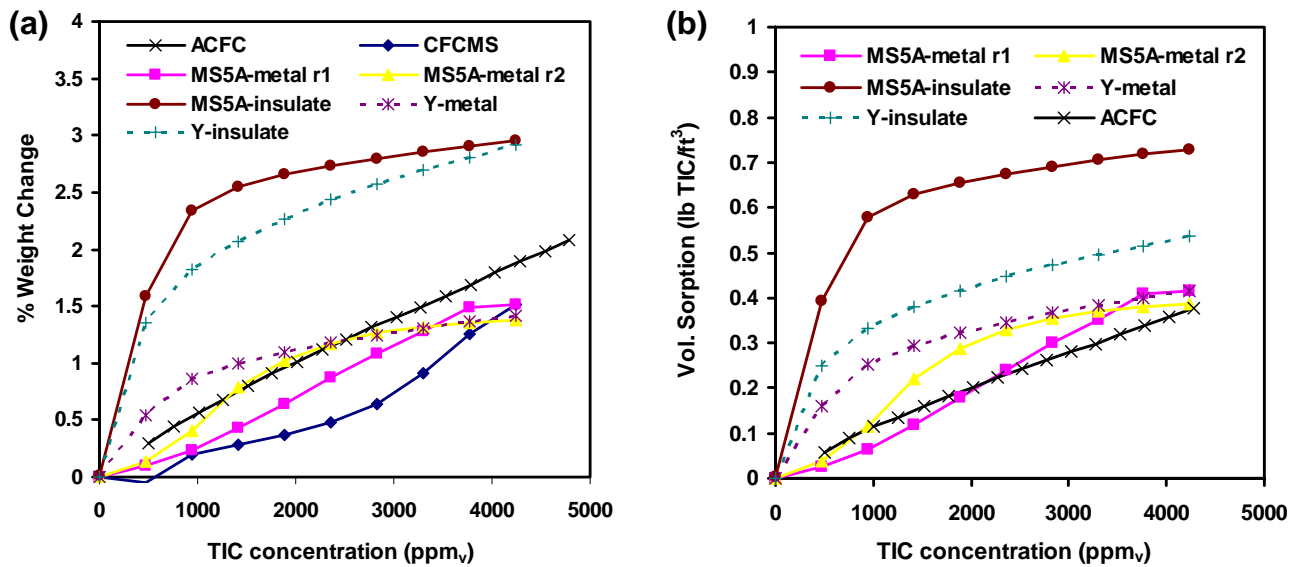 (a)
4
3.5
3
2.5
2
1.5
1
0.5
0
% Weight Change
ACFC
CFCMS
MS5A-metal r1
MS5A-metal r2
MS5A-insulate
Y-metal
Y-insulate
0 1000 2000 3000 4000 5000
TIC concentration (ppmv)
(b)
1
0.9
0.8
0.7
0.6
0.5
0.4
0.3
0.2
0.1
0
Vol. Sorption (lb TIC/ft³)
MS5A-metal r1
MS5A-metal r2
MS5A-insulate
Y-metal
Y-insulate
ACFC
0 1000 2000 3000 4000 5000
TIC concentration (ppmv)